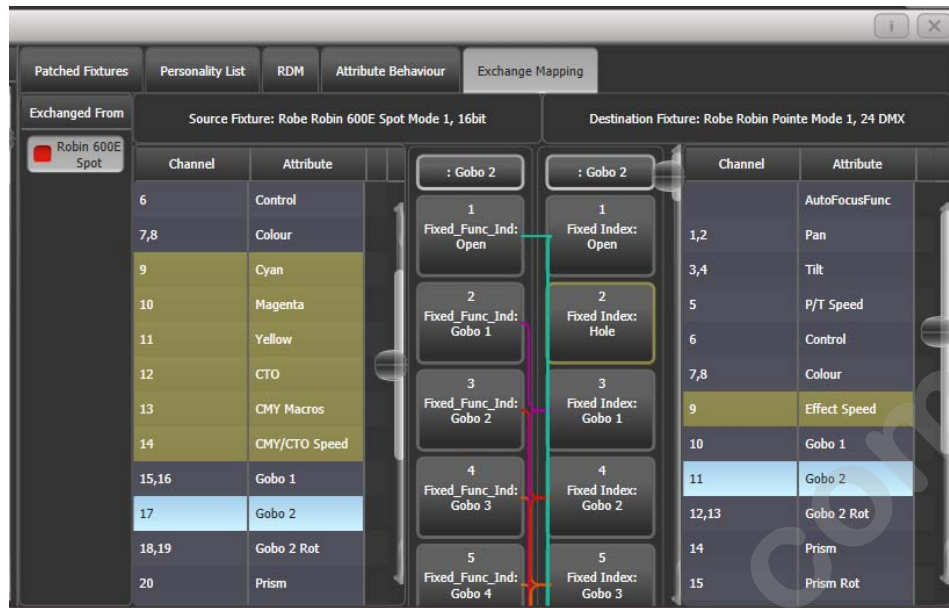 i
Patched Fixtures Personality List RDM Attribute Behaviour Exchange Mapping
Exchanged From
Source Fixture: Robe Robin 600E Spot Mode 1, 16bit
Destination Fixture: Robe Robin Pointe Mode 1, 24 DMX
Robin 600E
Spot
Channel Attribute
6 Control
7,8 Colour
9 Cyan
10 Magenta
11 Yellow
12 CTO
13 CMY Macros
14 CMY/CTO Speed
15,16 Gobo 1
17 Gobo 2
18,19 Gobo 2 Rot
20 Prism
: Gobo 2
1
Fixed_Func_Ind:
Open
2
Fixed_Func_Ind:
Gobo 1
3
Fixed_Func_Ind:
Gobo 2
4
Fixed_Func_Ind:
Gobo 3
5
Fixed_Func_Ind:
Gobo 4
: Gobo 2
1
Fixed Index:
Open
2
Fixed Index:
Hole
3
Fixed Index:
Gobo 1
4
Fixed Index:
Gobo 2
5
Fixed Index:
Gobo 3
Channel Attribute
AutoFocusFunc
1,2 Pan
3,4 Tilt
5 P/T Speed
6 Control
7,8 Colour
9 Effect Speed
10 Gobo 1
11 Gobo 2
12,13 Gobo 2 Rot
14 Prism
15 Prism Rot
com